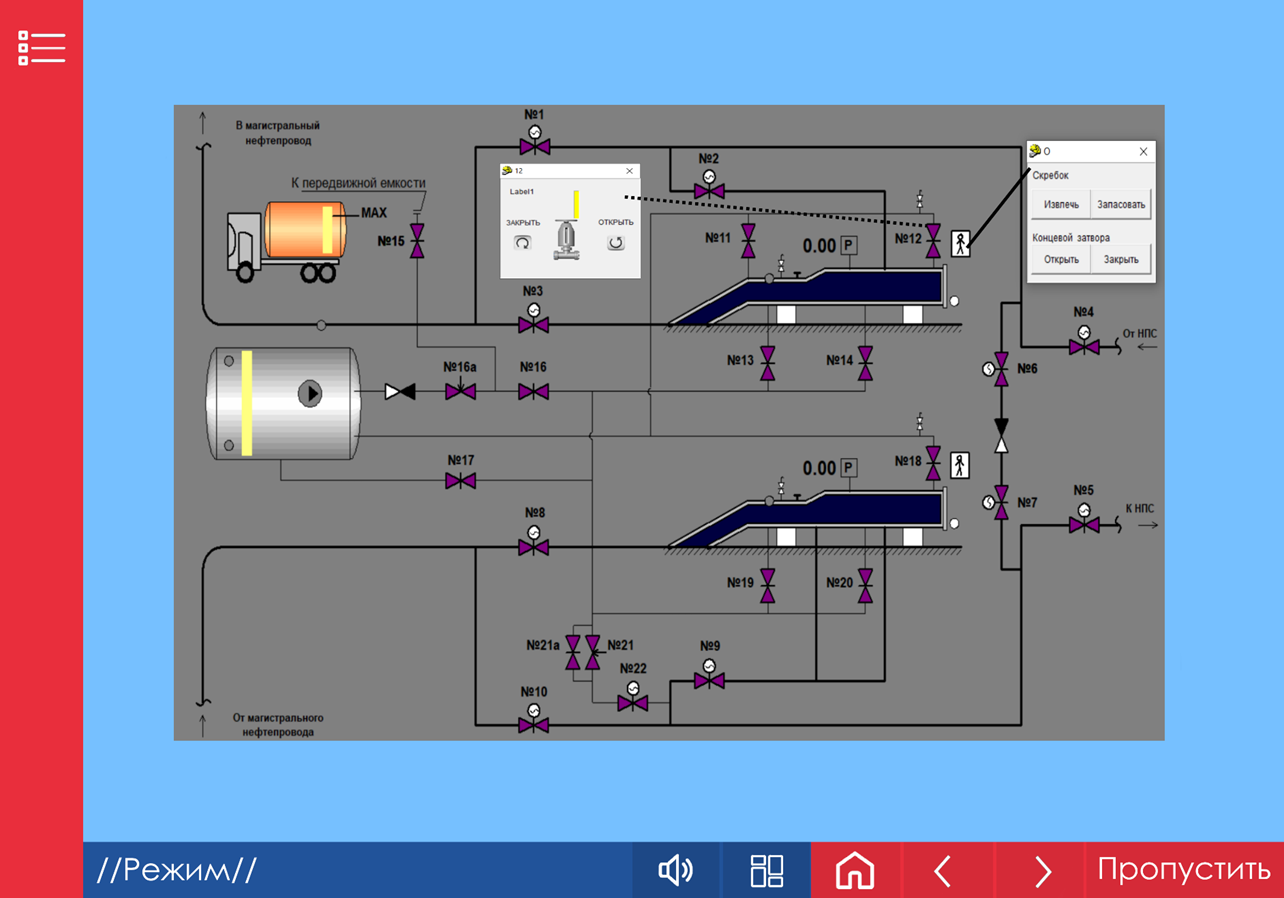 №1
В магистральный
нефтепровод
О
№2
12
Скребок
К передвижной емкости
Label1
Извлечь
Запасовать
MAX
ЗАКРЫТЬ
ОТКРЫТЬ
№15
№11
0.00
P
№12
Концевой затвора
Открыть
Закрыть
№3
№4
От НПС
№13
№14
№16а
№16
№6
№17
0.00
P
№18
№5
№7
К НПС
№8
№19
№20
№21а
№21
№9
№22
№10
От магистрального
нефтепровода
//Режим//
Пропустить